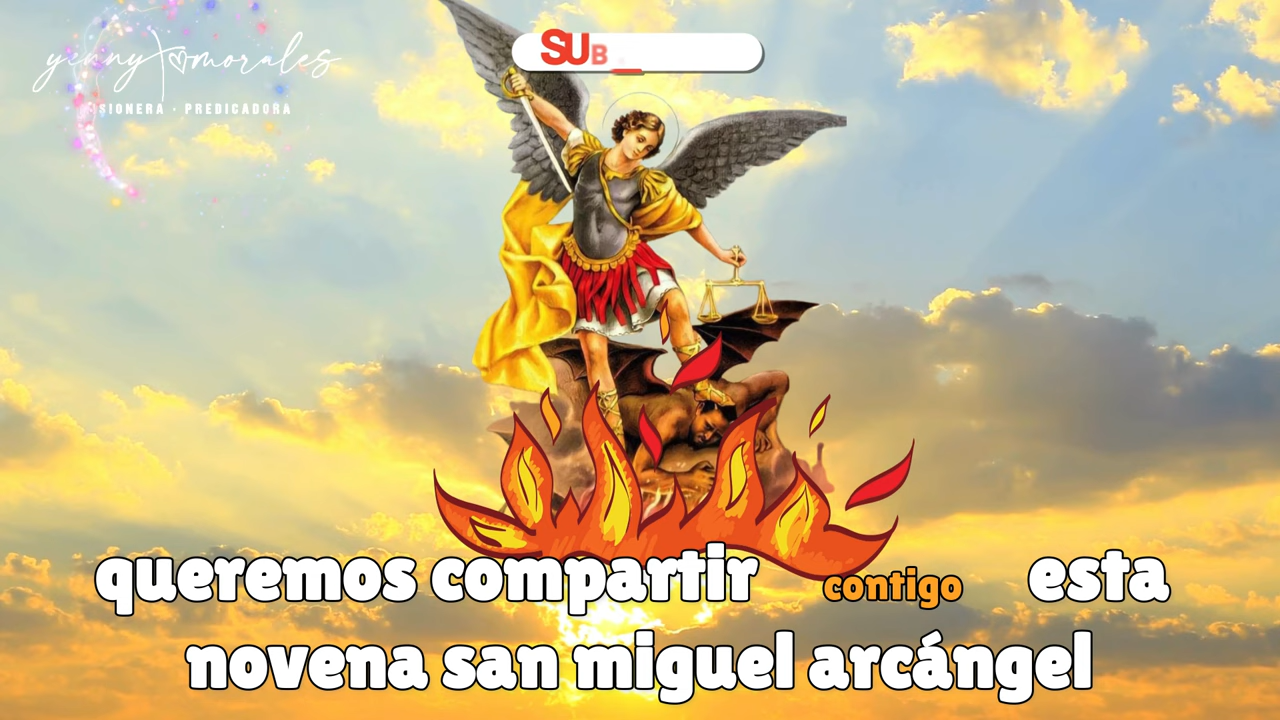 yenny morales
SIONERA • PREDICADORA
SUB
queremos compartir contigo esta
novena san miguel arcángel